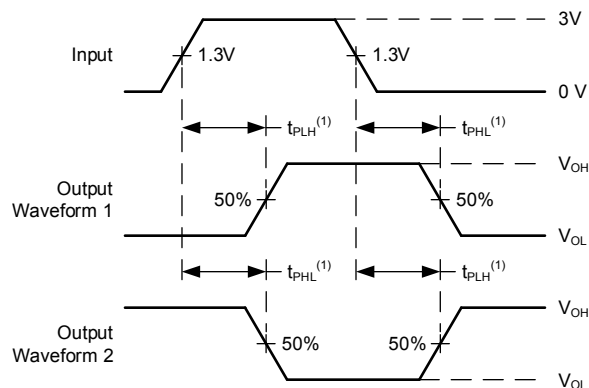 3V
Input
1.3V
1.3V
0 V
tPLH(1)
tPHL(1)
VOH
Output
Waveform 1
50%
50%
VOL
tPHL(1)
tPLH(1)
VOH
Output
Waveform 2
50%
50%
VOL